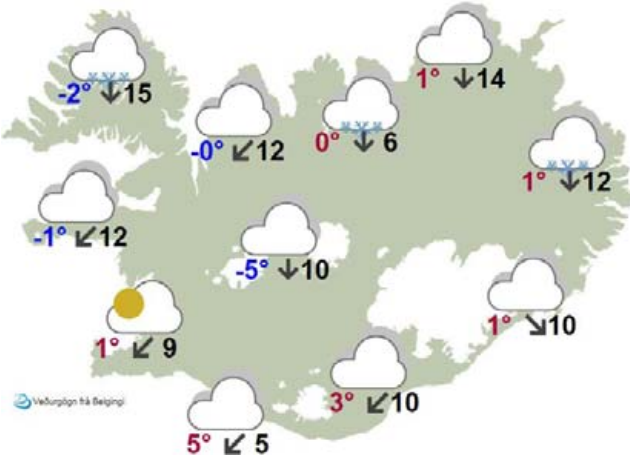 1° ↓ 14
-2° ↓ 15
-0° ↙ 12
0° ↓ 6
1° ↓ 12
-1° ↙ 12
-5° ↓ 10
1° ↘ 10
1° ↙ 9
3° ↙ 10
Veðurgögn frá Belgingi
5° ↙ 5